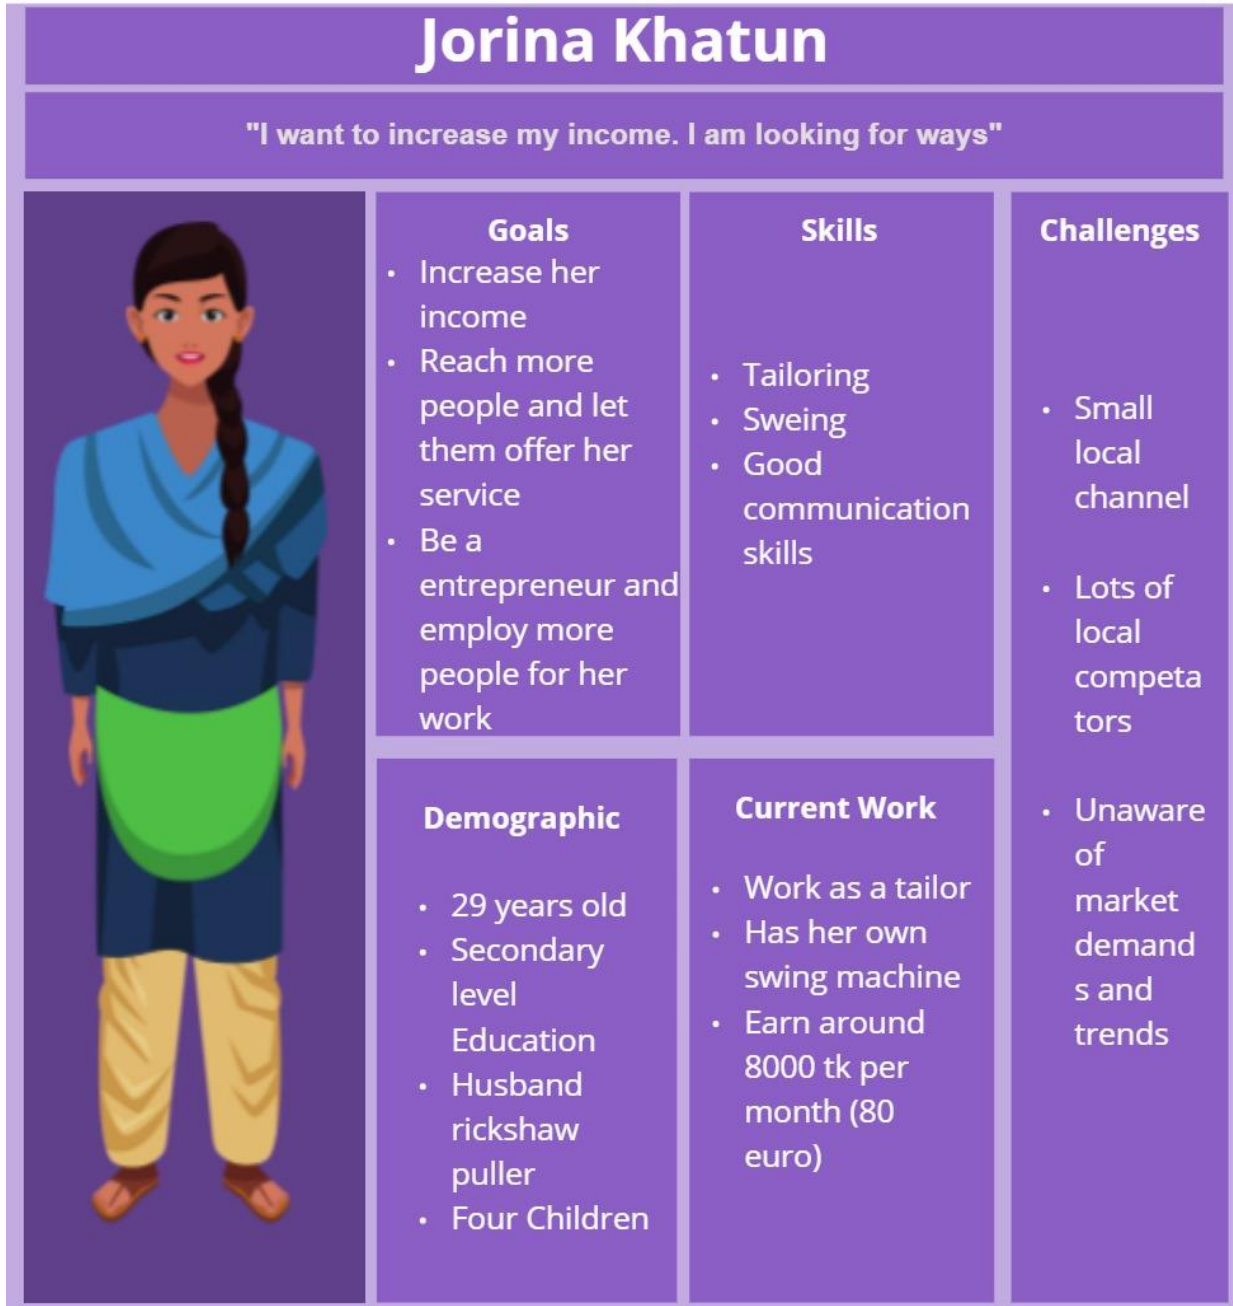 Jorina Khatun
"I want to increase my income. I am looking for ways"
Goals
• Increase her
income
• Reach more
people and let
them offer her
service
• Be a
entrepreneur and
employ more
people for her
work
Skills
• Tailoring
• Sweing
• Good
communication
skills
Challenges
• Small
local
channel
• Lots of
local
competa
tors
• Unaware
of
market
demand
s and
trends
Demographic
• 29 years old
• Secondary
level
Education
• Husband
rickshaw
puller
• Four Children
Current Work
• Work as a tailor
• Has her own
swing machine
• Earn around
8000 tk per
month (80
euro)